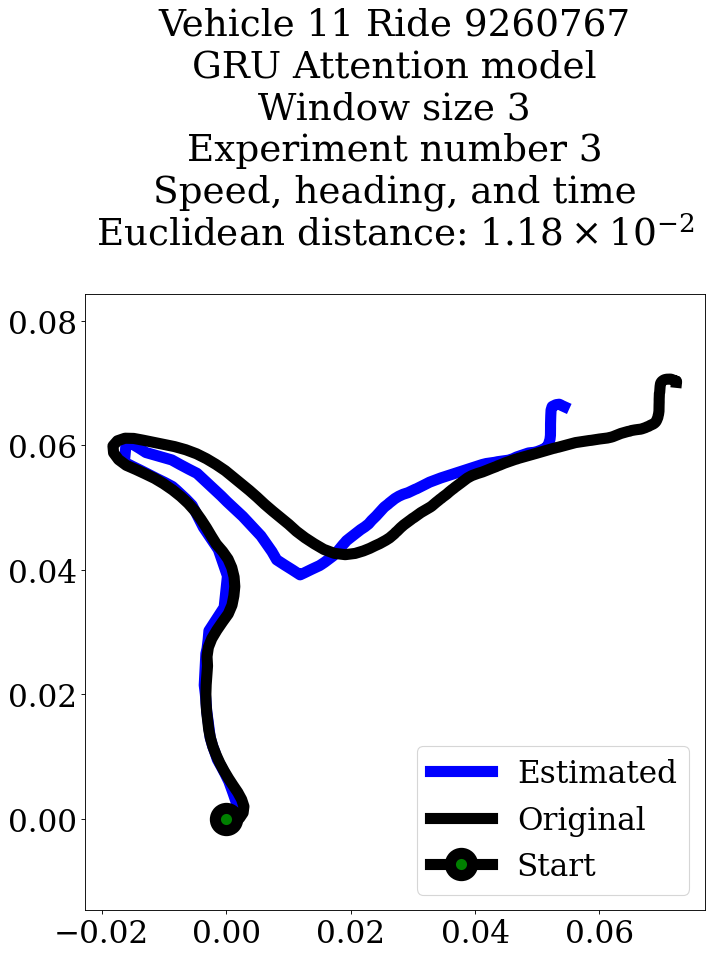 Vehicle 11 Ride 9260767
GRU Attention model
Window size 3
Experiment number 3
Speed, heading, and time
Euclidean distance: 1.18 × 10⁻²
0.08
0.06
0.04
0.02
0.00
Estimated
Original
Start
−0.02 0.00 0.02 0.04 0.06